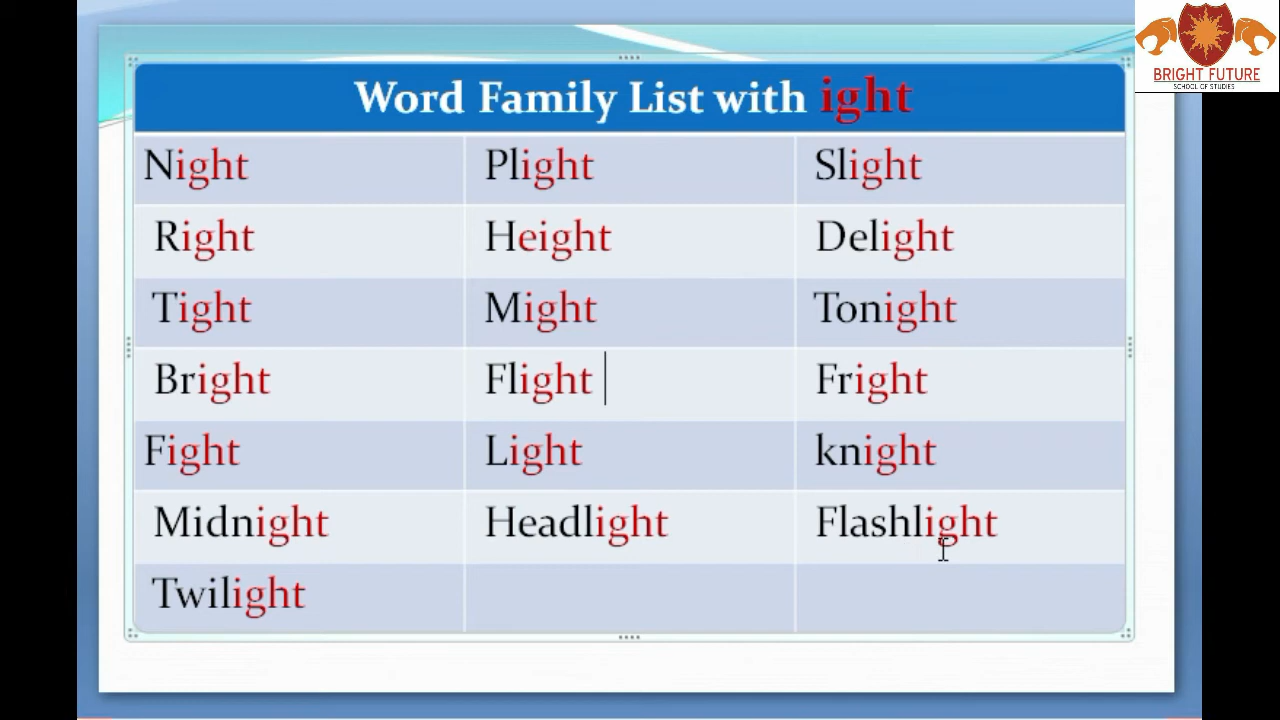 BRIGHT FUTURE
SCHOOL OF STUDIES
Word Family List with ight
Night Plight Slight
Right Height Delight
Tight Might Tonight
Bright Flight Fright
Fight Light knight
Midnight Headlight Flashlight
Twilight